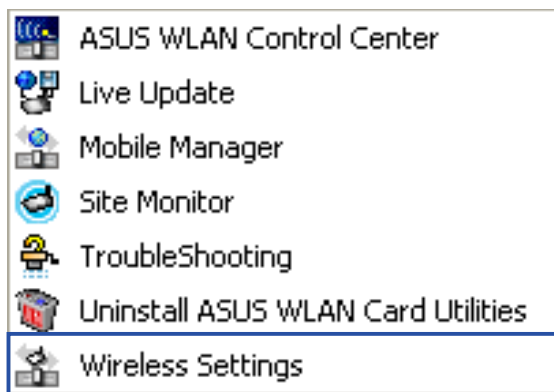 ASUS WLAN Control Center
Live Update
Mobile Manager
Site Monitor
TroubleShooting
Uninstall ASUS WLAN Card Utilities
Wireless Settings